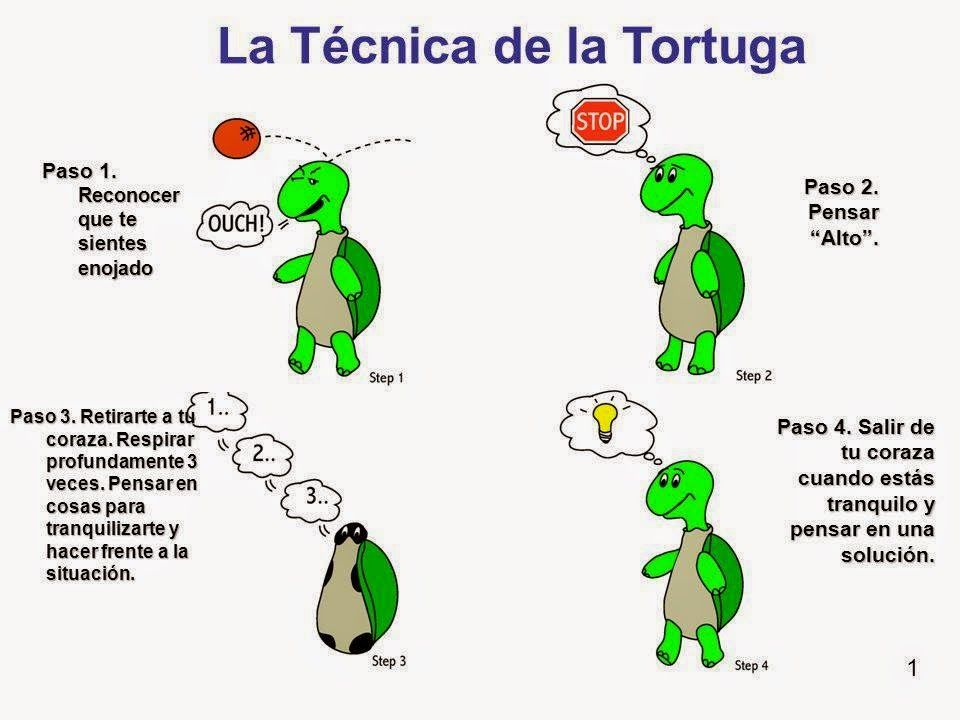 La Técnica de la Tortuga
Paso 1.
Reconocer
que te
sientes
enojado
OUCH!
Step 1
STOP
Paso 2.
Pensar
“Alto”.
Step 2
Paso 3. Retirarte a tu
coraza. Respirar
profundamente 3
veces. Pensar en
cosas para
tranquilizarte y
hacer frente a la
situación.
1..
2..
3..
Step 3
Paso 4. Salir de
tu coraza
cuando estás
tranquilo y
pensar en una
solución.
Step 4
1